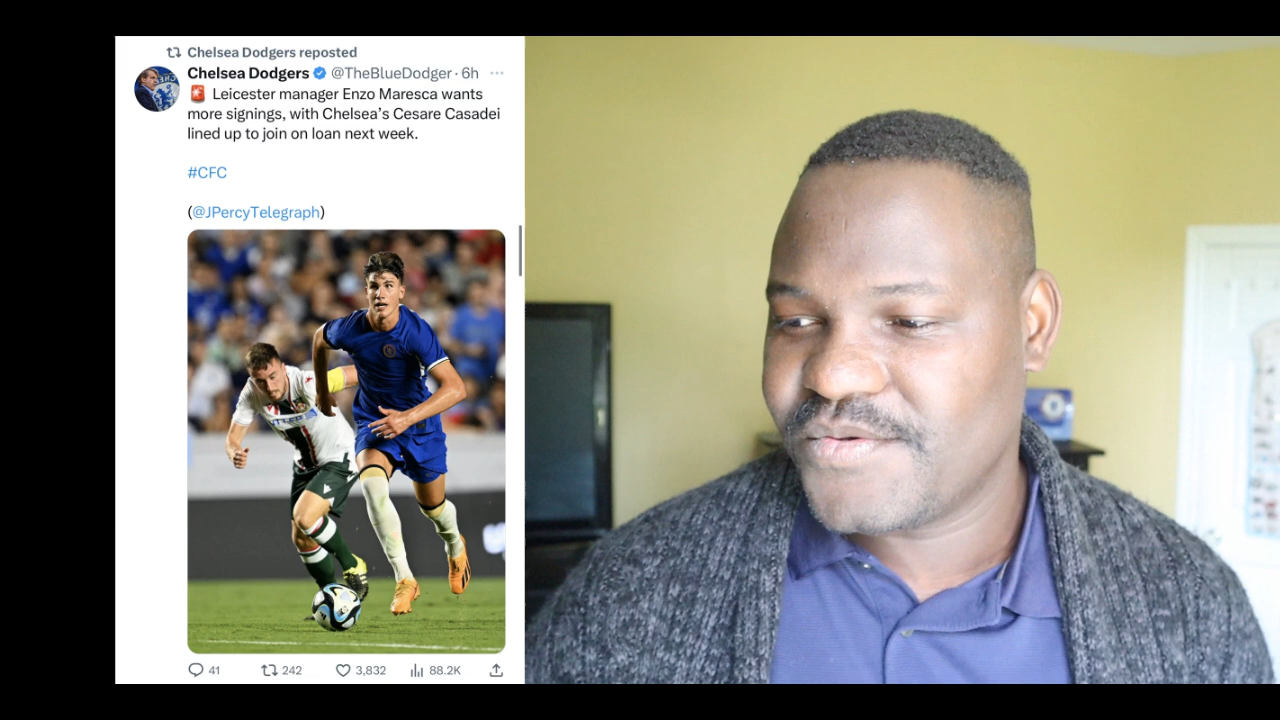 Chelsea Dodgers reposted
Chelsea Dodgers @TheBlueDodger · 6h
🚨 Leicester manager Enzo Maresca wants
more signings, with Chelsea’s Cesare Casadei
lined up to join on loan next week.
#CFC
(@JPercyTelegraph)
41 242 3,832 88.2K